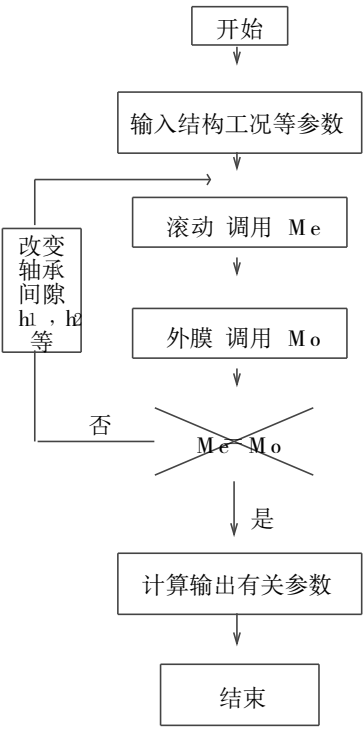 开始
输入结构工况等参数
滚动 调用 Me
改变
轴承
间隙
h1，h2
等
外膜 调用 Mo
否
Me=Mo
是
计算输出有关参数
结束